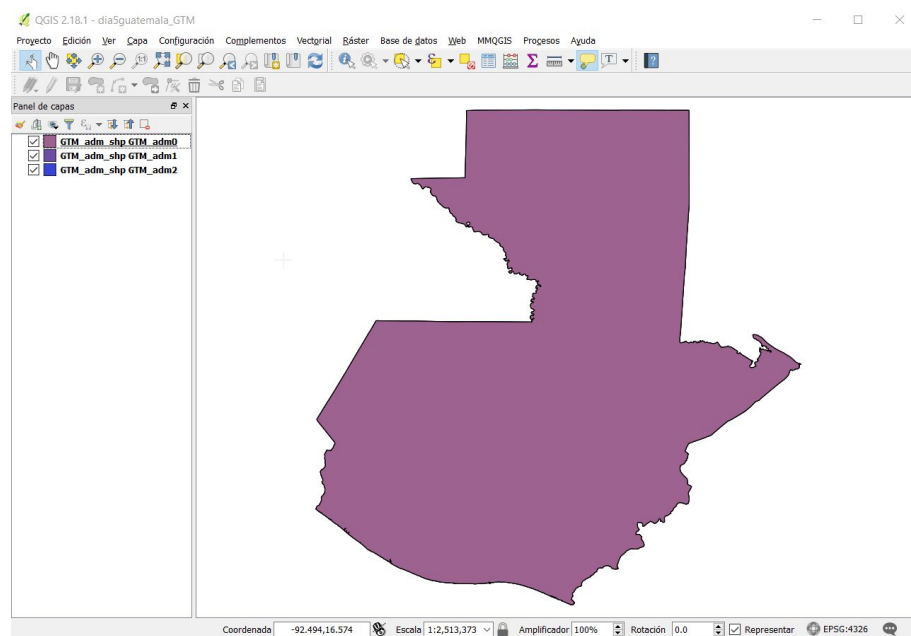 QGIS 2.18.1 - dia5guatemala_GTM
Proyecto Edición Ver Capa Configuración Complementos Vectorial Ráster Base de datos Web MMQGIS Procesos Ayuda
Panel de capas
GTM_adm_shp GTM_adm0
GTM_adm_shp GTM_adm1
GTM_adm_shp GTM_adm2
Coordenada -92.494,16.574 Escala 1:2,513,373 Amplificador 100% Rotación 0.0 Representar EPSG:4326